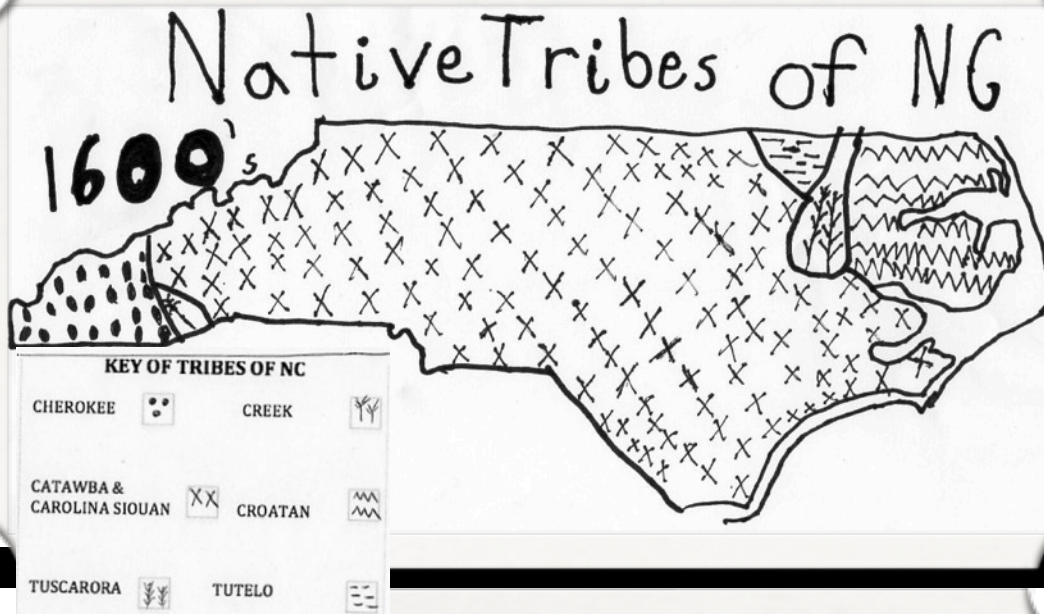 Native Tribes of NC
1600's
KEY OF TRIBES OF NC
CHEROKEE
CREEK
CATAWBA &
CAROLINA SIOUAN
CROATAN
TUSCARORA
TUTELO